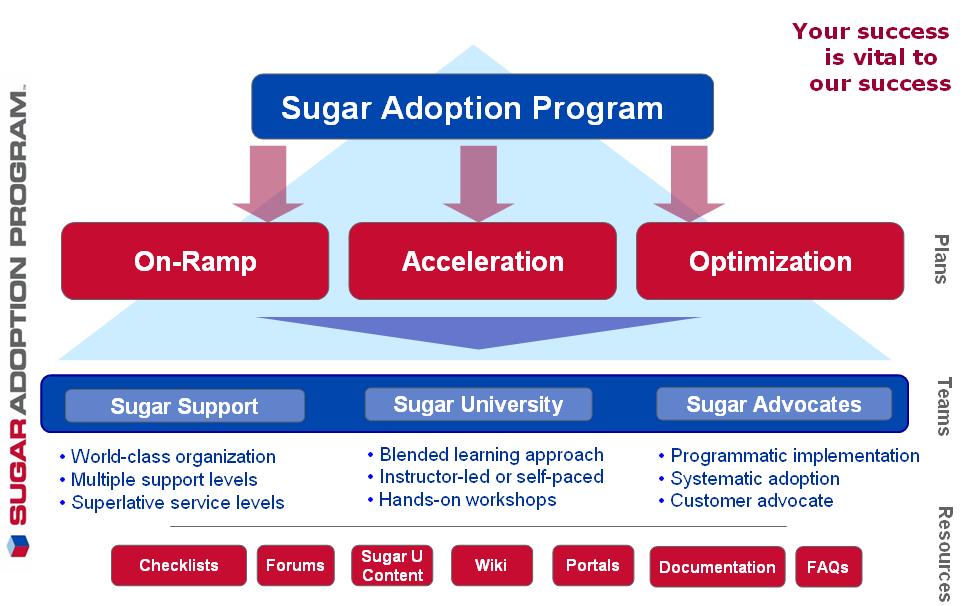 Your success
is vital to
our success
SUGAR ADOPTION PROGRAM™
Sugar Adoption Program
On-Ramp
Acceleration
Optimization
Plans
Sugar Support
Sugar University
Sugar Advocates
Teams
• World-class organization
• Multiple support levels
• Superlative service levels
• Blended learning approach
• Instructor-led or self-paced
• Hands-on workshops
• Programmatic implementation
• Systematic adoption
• Customer advocate
Resources
Checklists
Forums
Sugar U
Content
Wiki
Portals
Documentation
FAQs